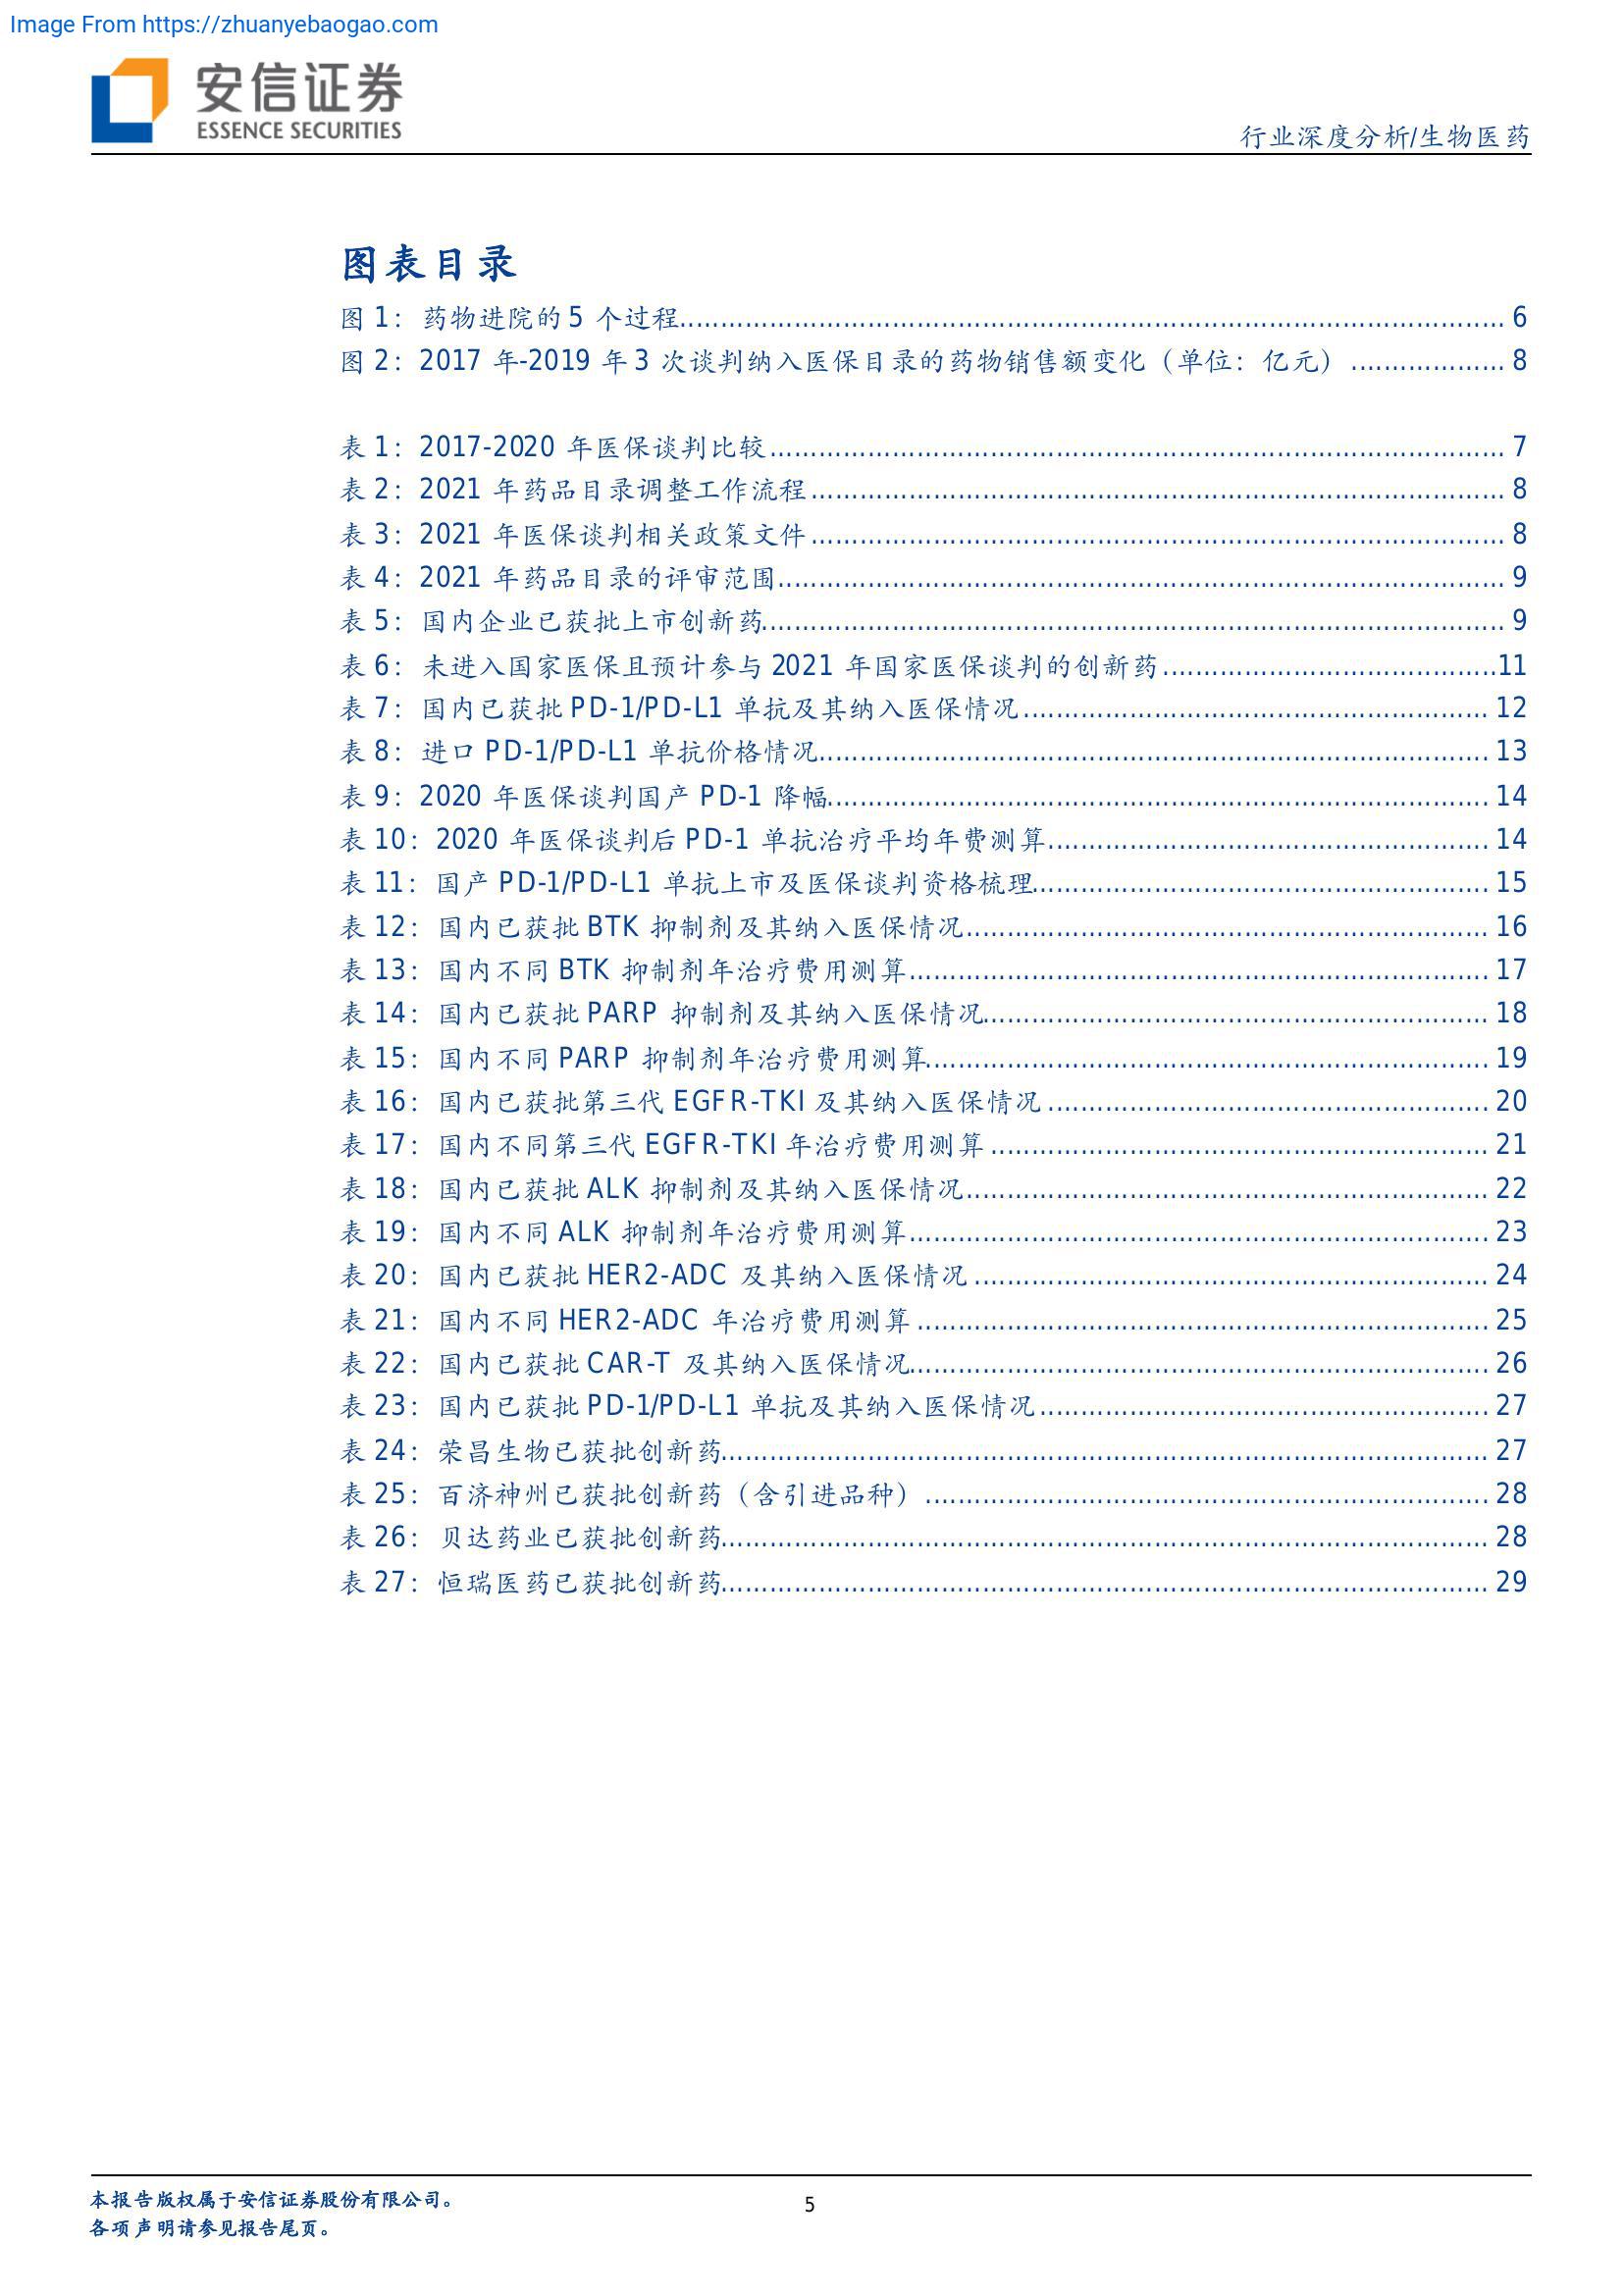 Image From https://zhuanyebaogao.com
安信证券
ESSENCE SECURITIES
行业深度分析/生物医药
图表目录
图 1：药物进院的 5 个过程 6
图 2：2017 年-2019 年 3 次谈判纳入医保目录的药物销售额变化（单位：亿元） 8
表 1：2017-2020 年医保谈判比较 7
表 2：2021 年药品目录调整工作流程 8
表 3：2021 年医保谈判相关政策文件 8
表 4：2021 年药品目录的评审范围 9
表 5：国内企业已获批上市创新药 9
表 6：未进入国家医保且预计参与 2021 年国家医保谈判的创新药 11
表 7：国内已获批 PD-1/PD-L1 单抗及其纳入医保情况 12
表 8：进口 PD-1/PD-L1 单抗价格情况 13
表 9：2020 年医保谈判国产 PD-1 降幅 14
表 10：2020 年医保谈判后 PD-1 单抗治疗平均年费测算 14
表 11：国产 PD-1/PD-L1 单抗上市及医保谈判资格梳理 15
表 12：国内已获批 BTK 抑制剂及其纳入医保情况 16
表 13：国内不同 BTK 抑制剂年治疗费用测算 17
表 14：国内已获批 PARP 抑制剂及其纳入医保情况 18
表 15：国内不同 PARP 抑制剂年治疗费用测算 19
表 16：国内已获批第三代 EGFR-TKI 及其纳入医保情况 20
表 17：国内不同第三代 EGFR-TKI 年治疗费用测算 21
表 18：国内已获批 ALK 抑制剂及其纳入医保情况 22
表 19：国内不同 ALK 抑制剂年治疗费用测算 23
表 20：国内已获批 HER2-ADC 及其纳入医保情况 24
表 21：国内不同 HER2-ADC 年治疗费用测算 25
表 22：国内已获批 CAR-T 及其纳入医保情况 26
表 23：国内已获批 PD-1/PD-L1 单抗及其纳入医保情况 27
表 24：荣昌生物已获批创新药 27
表 25：百济神州已获批创新药（含引进品种） 28
表 26：贝达药业已获批创新药 28
表 27：恒瑞医药已获批创新药 29
本报告版权属于安信证券股份有限公司。
5
各项声明请参见报告尾页。